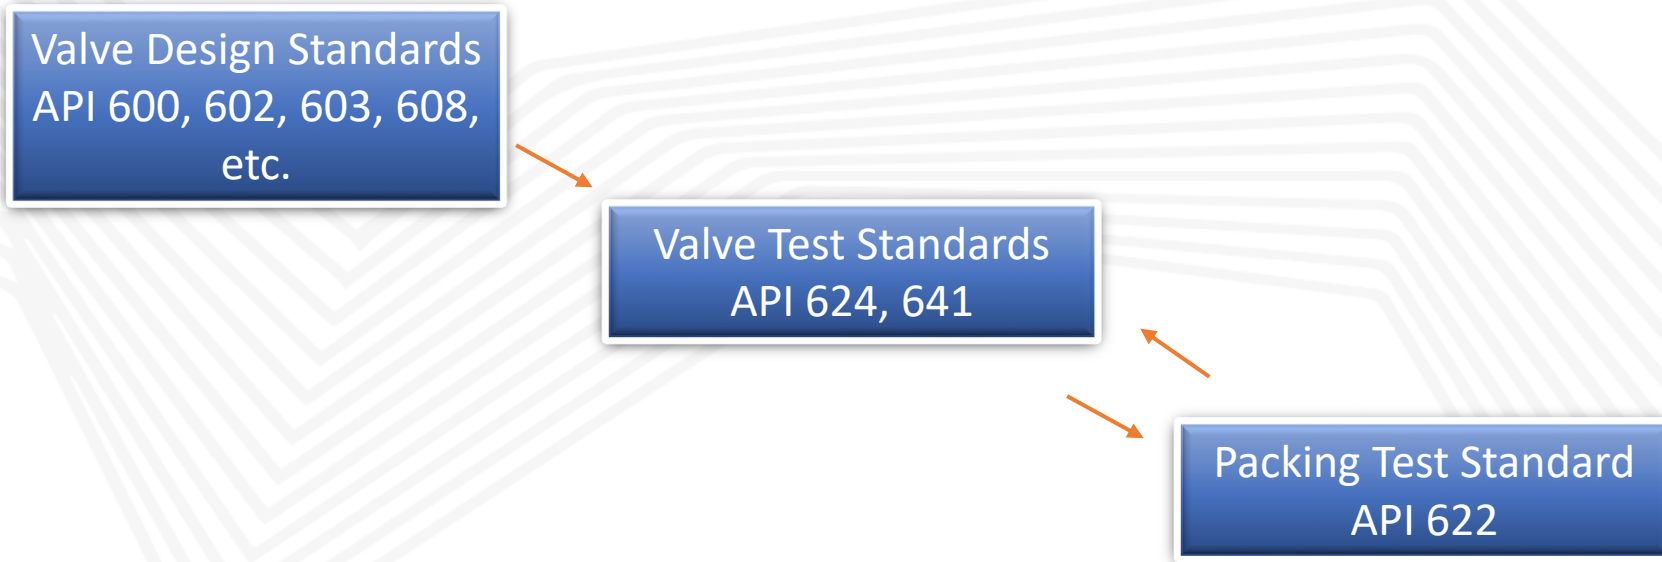 Valve Design Standards
API 600, 602, 603, 608,
etc.
Valve Test Standards
API 624, 641
Packing Test Standard
API 622